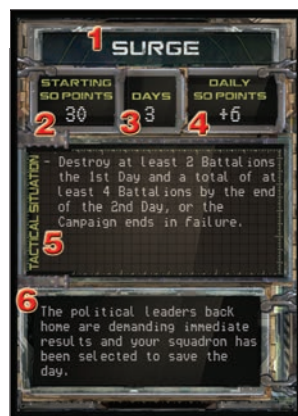 1 SURGE
STARTING
SO POINTS
30
2
DAYS
3
3
DAILY
SO POINTS
+6
4
TACTICAL SITUATION
5
- Destroy at least 2 Battalions
the 1st Day and a total of at
least 4 Battalions by the end
of the 2nd Day, or the
Campaign ends in failure.
6
The political leaders back
home are demanding immediate
results and your squadron has
been selected to save the
day.